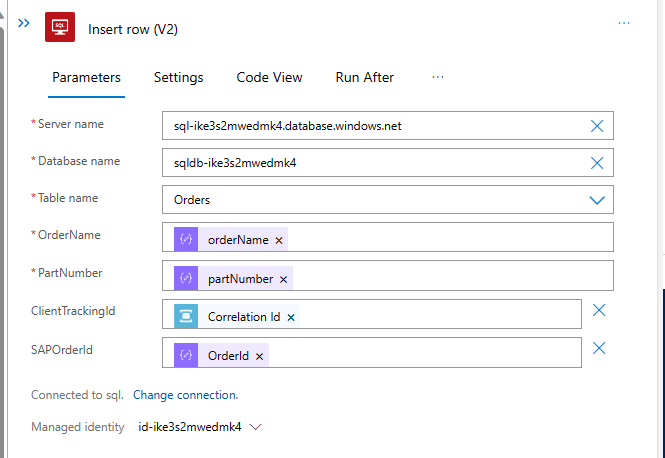 Insert row (V2)
Parameters Settings Code View Run After
* Server name sql-ike3s2mwedmk4.database.windows.net
* Database name sqldb-ike3s2mwedmk4
* Table name Orders
* OrderName orderName ×
* PartNumber partNumber ×
ClientTrackingId Correlation Id ×
SAPOrderId OrderId ×
Connected to sql. Change connection.
Managed identity id-ike3s2mwedmk4